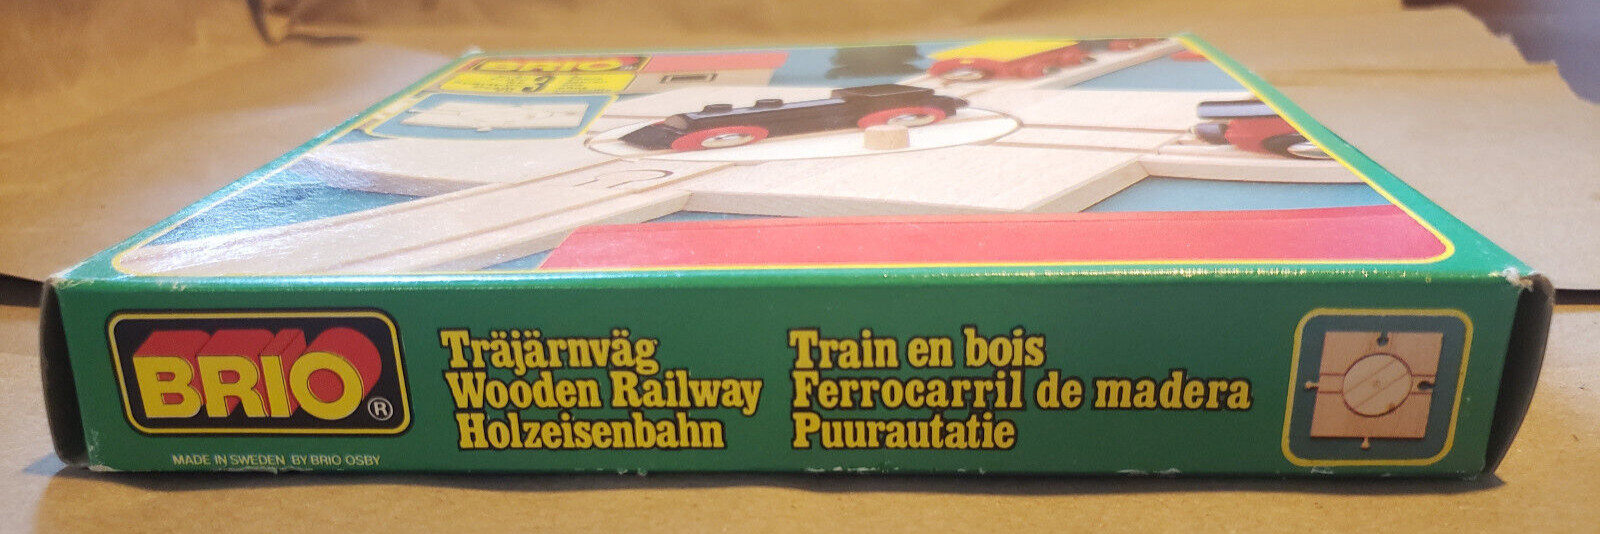 BRIO
3
BRIO®
MADE IN SWEDEN BY BRIO OSBY
Träjärnväg
Wooden Railway
Holzeisenbahn
Train en bois
Ferrocarril de madera
Puurautatie